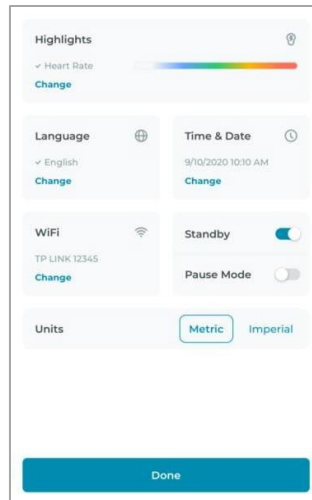 Highlights
✓ Heart Rate
Change
Language
✓ English
Change
Time & Date
9/10/2020 10:10 AM
Change
WiFi
TP LINK 12345
Change
Standby
Pause Mode
Units
Metric
Imperial
Done